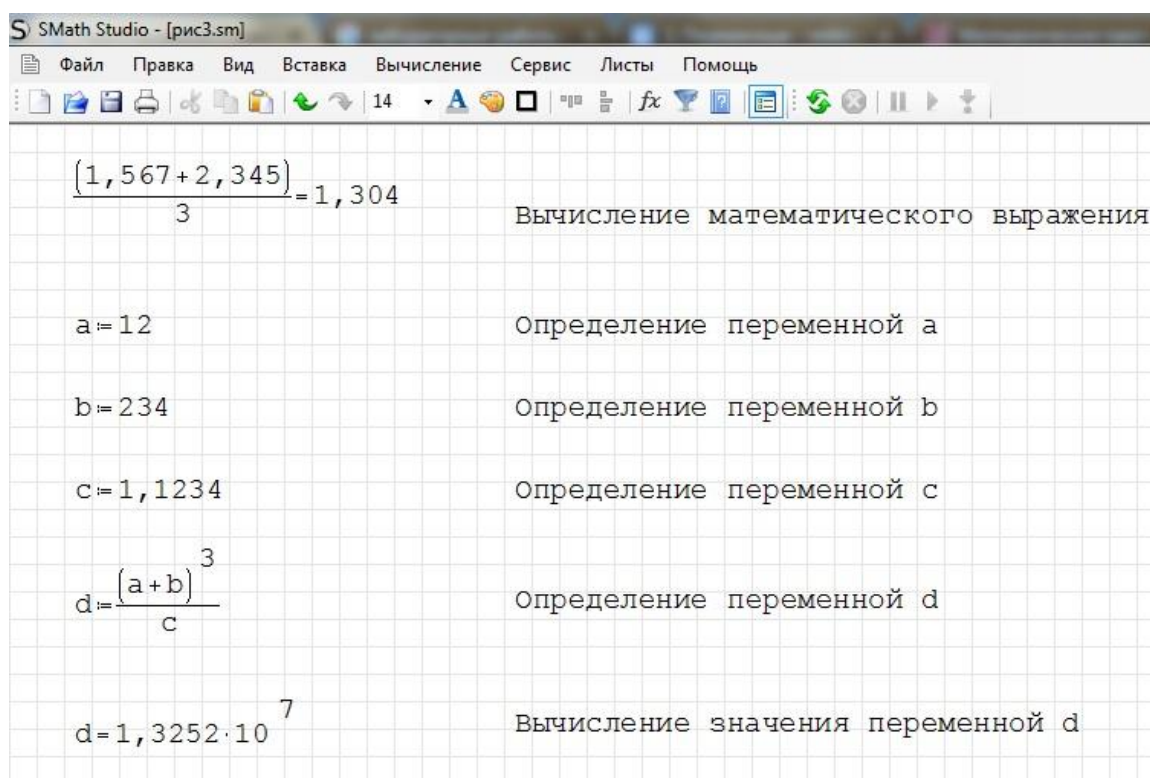 SMath Studio - [рис3.sm]
Файл Правка Вид Вставка Вычисление Сервис Листы Помощь
14 A fx
(1,567+2,345)/3=1,304 Вычисление математического выражения
a:=12 Определение переменной a
b:=234 Определение переменной b
c:=1,1234 Определение переменной c
d:=(a+b)^3/c Определение переменной d
d=1,3252·10^7 Вычисление значения переменной d